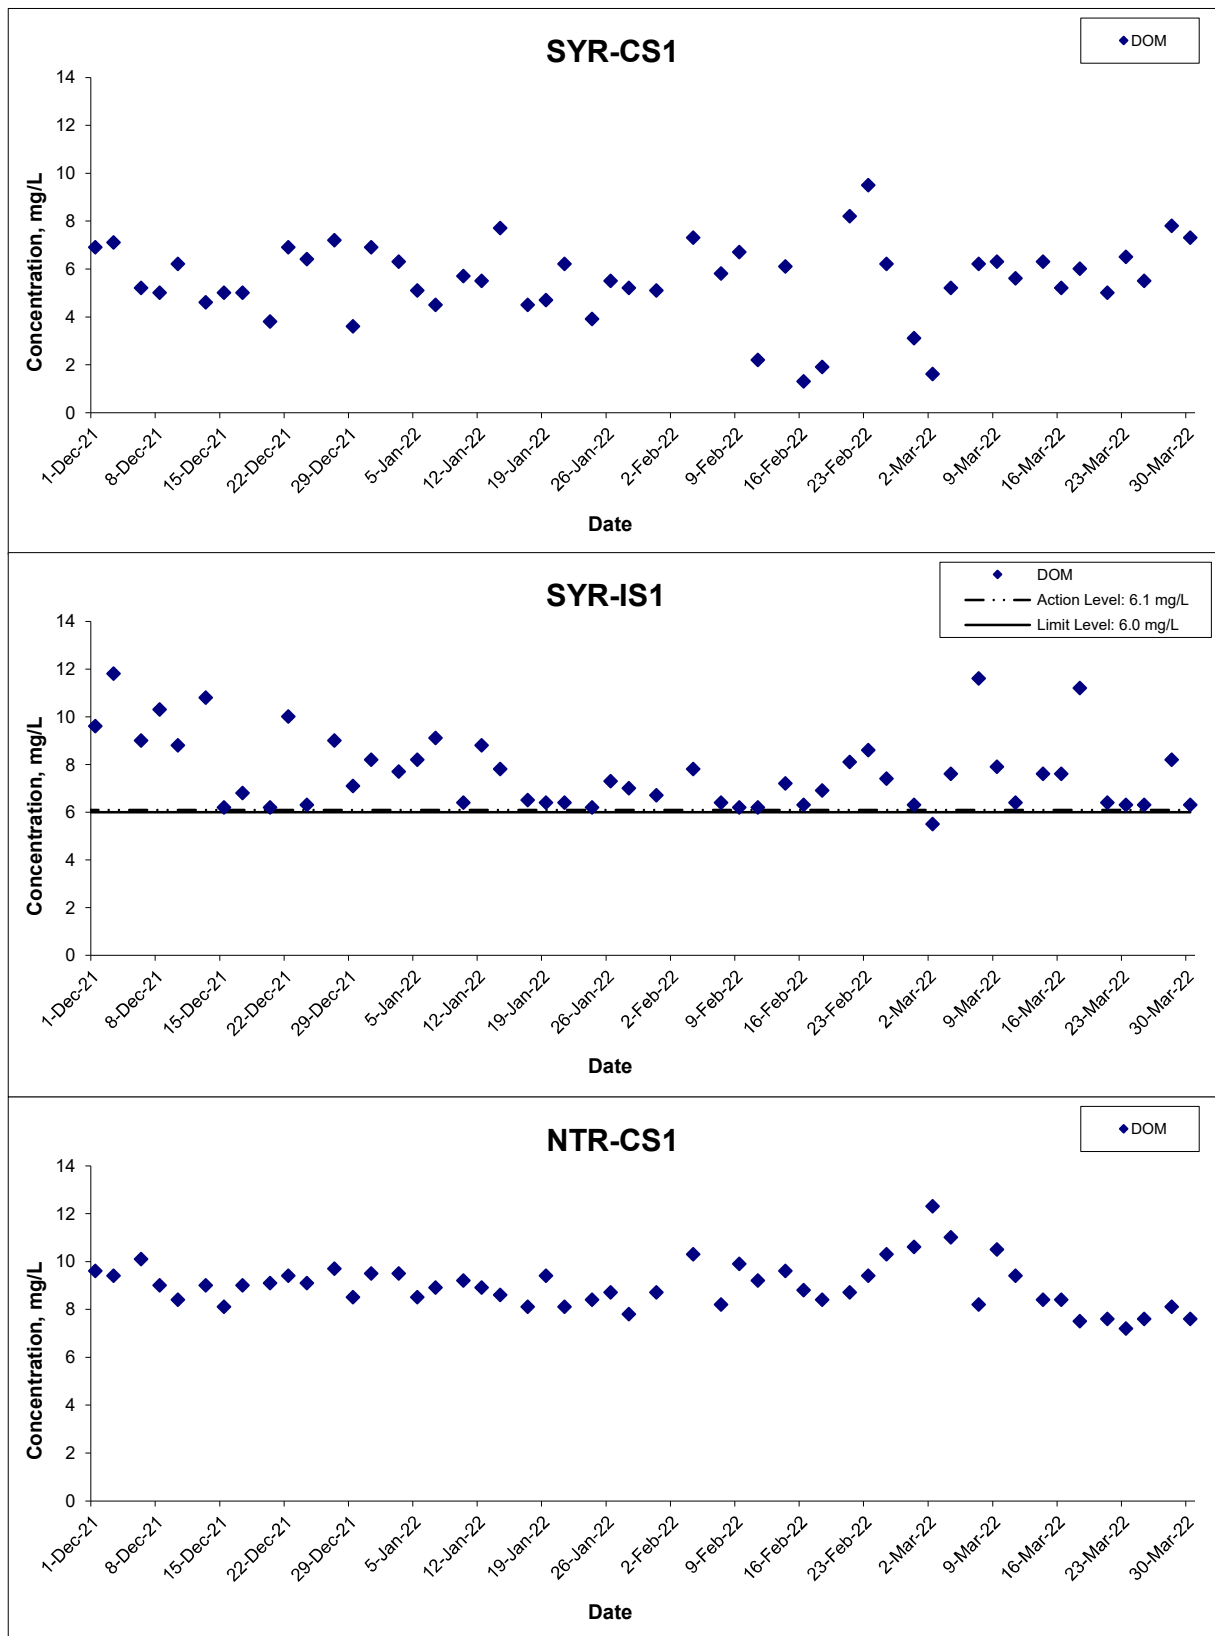 SYR-CS1
DOM
Concentration, mg/L
14
12
10
8
6
4
2
0
1-Dec-21
8-Dec-21
15-Dec-21
22-Dec-21
29-Dec-21
5-Jan-22
12-Jan-22
19-Jan-22
26-Jan-22
2-Feb-22
9-Feb-22
16-Feb-22
23-Feb-22
2-Mar-22
9-Mar-22
16-Mar-22
23-Mar-22
30-Mar-22
Date
SYR-IS1
DOM
Action Level: 6.1 mg/L
Limit Level: 6.0 mg/L
Concentration, mg/L
14
12
10
8
6
4
2
0
1-Dec-21
8-Dec-21
15-Dec-21
22-Dec-21
29-Dec-21
5-Jan-22
12-Jan-22
19-Jan-22
26-Jan-22
2-Feb-22
9-Feb-22
16-Feb-22
23-Feb-22
2-Mar-22
9-Mar-22
16-Mar-22
23-Mar-22
30-Mar-22
Date
NTR-CS1
DOM
Concentration, mg/L
14
12
10
8
6
4
2
0
1-Dec-21
8-Dec-21
15-Dec-21
22-Dec-21
29-Dec-21
5-Jan-22
12-Jan-22
19-Jan-22
26-Jan-22
2-Feb-22
9-Feb-22
16-Feb-22
23-Feb-22
2-Mar-22
9-Mar-22
16-Mar-22
23-Mar-22
30-Mar-22
Date